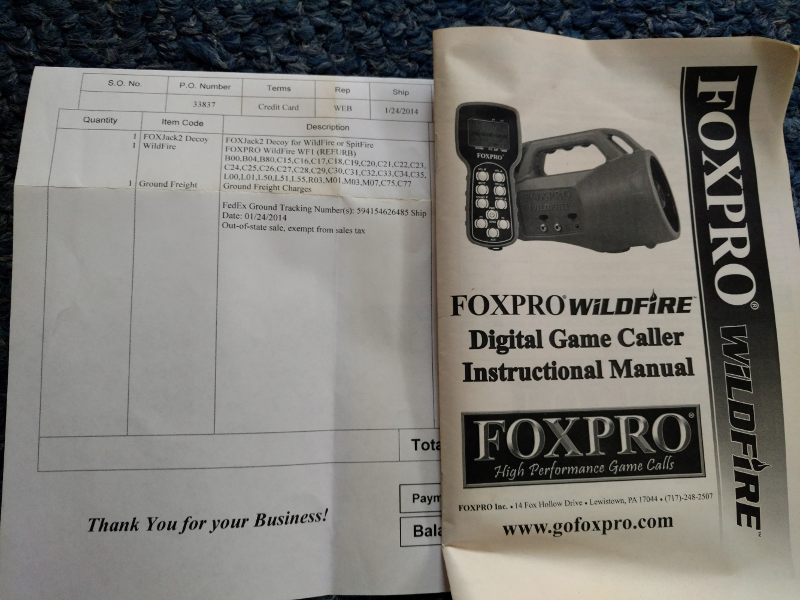 S.O. No. P.O. Number Terms Rep Ship
33837 Credit Card WEB 1/24/2014
Quantity Item Code Description
1 FOXJack2 Decoy FOXJack2 Decoy for WildFire or SpitFire
1 WildFire FOXPRO WildFire WF1 (REFURB)
B00,B04,B80,C15,C16,C17,C18,C19,C20,C21,C22,C23,
C24,C25,C26,C27,C28,C29,C30,C31,C32,C33,C34,C35,
L00,L01,L50,L51,L55,R03,M01,M03,M07,C75,C77
1 Ground Freight Ground Freight Charges
FedEx Ground Tracking Number(s): 594154626485 Ship
Date: 01/24/2014
Out-of-state sale, exempt from sales tax
Tota
Paym
Bala
Thank You for your Business!
FOXPRO
FOXPRO® WiLDFiRE™
FOXPRO® WiLDFiRE™
Digital Game Caller
Instructional Manual
FOXPRO®
High Performance Game Calls
FOXPRO Inc. • 14 Fox Hollow Drive • Lewistown, PA 17044 • (717)-248-2507
www.gofoxpro.com